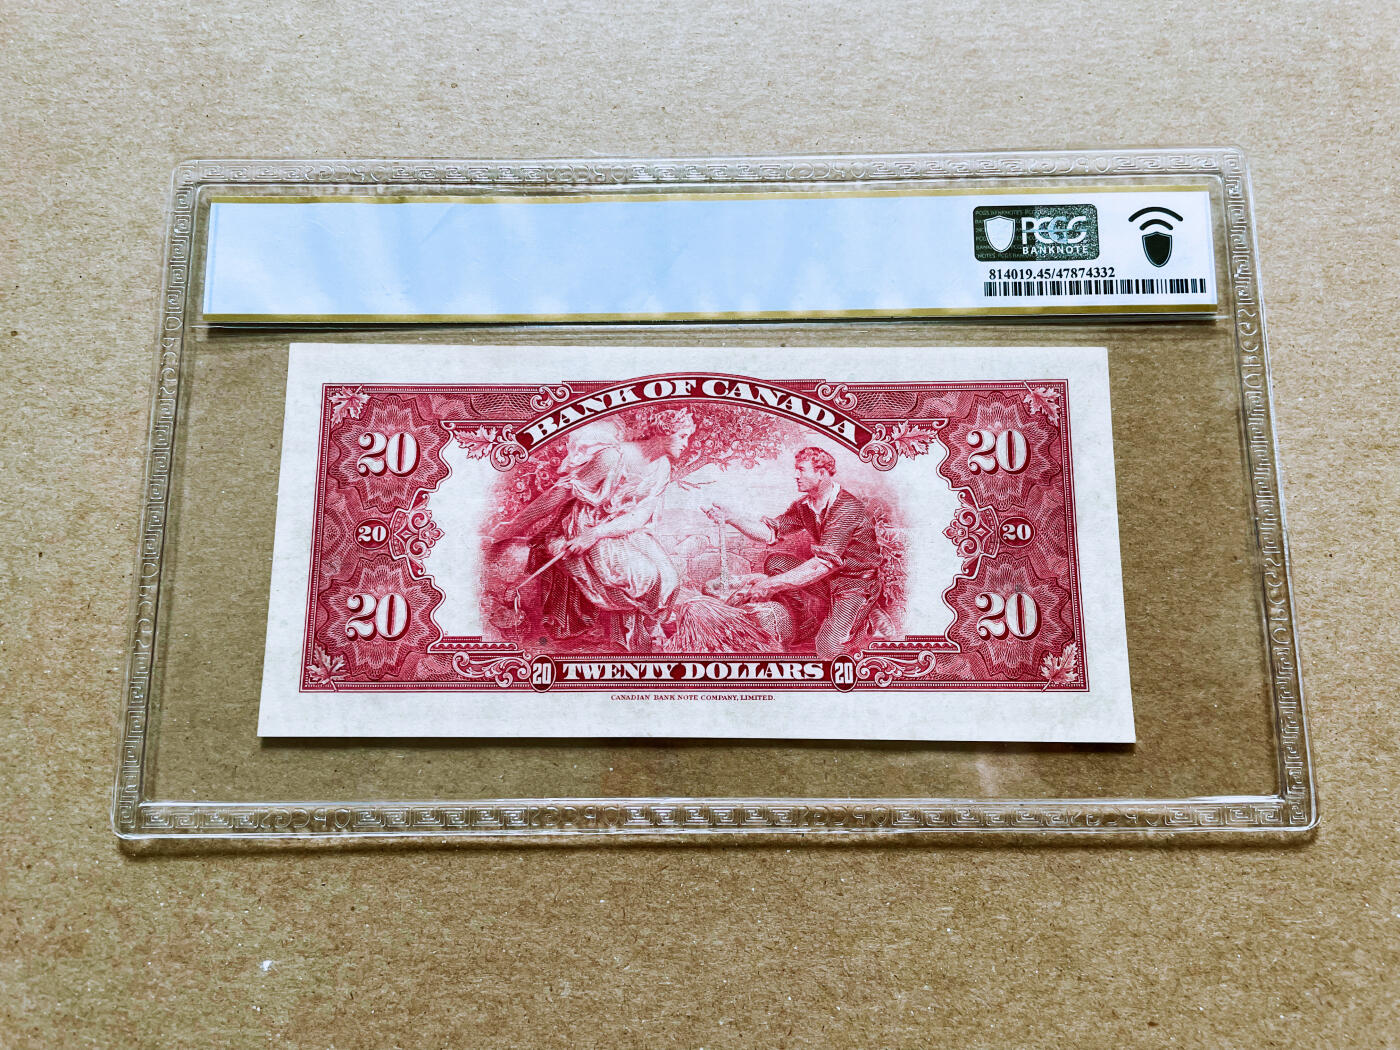 PCGS
BANKNOTE
814019.45/47874332
BANK OF CANADA
20
20
20
20
20
20
20 TWENTY DOLLARS 20
CANADIAN BANK NOTE COMPANY, LIMITED.